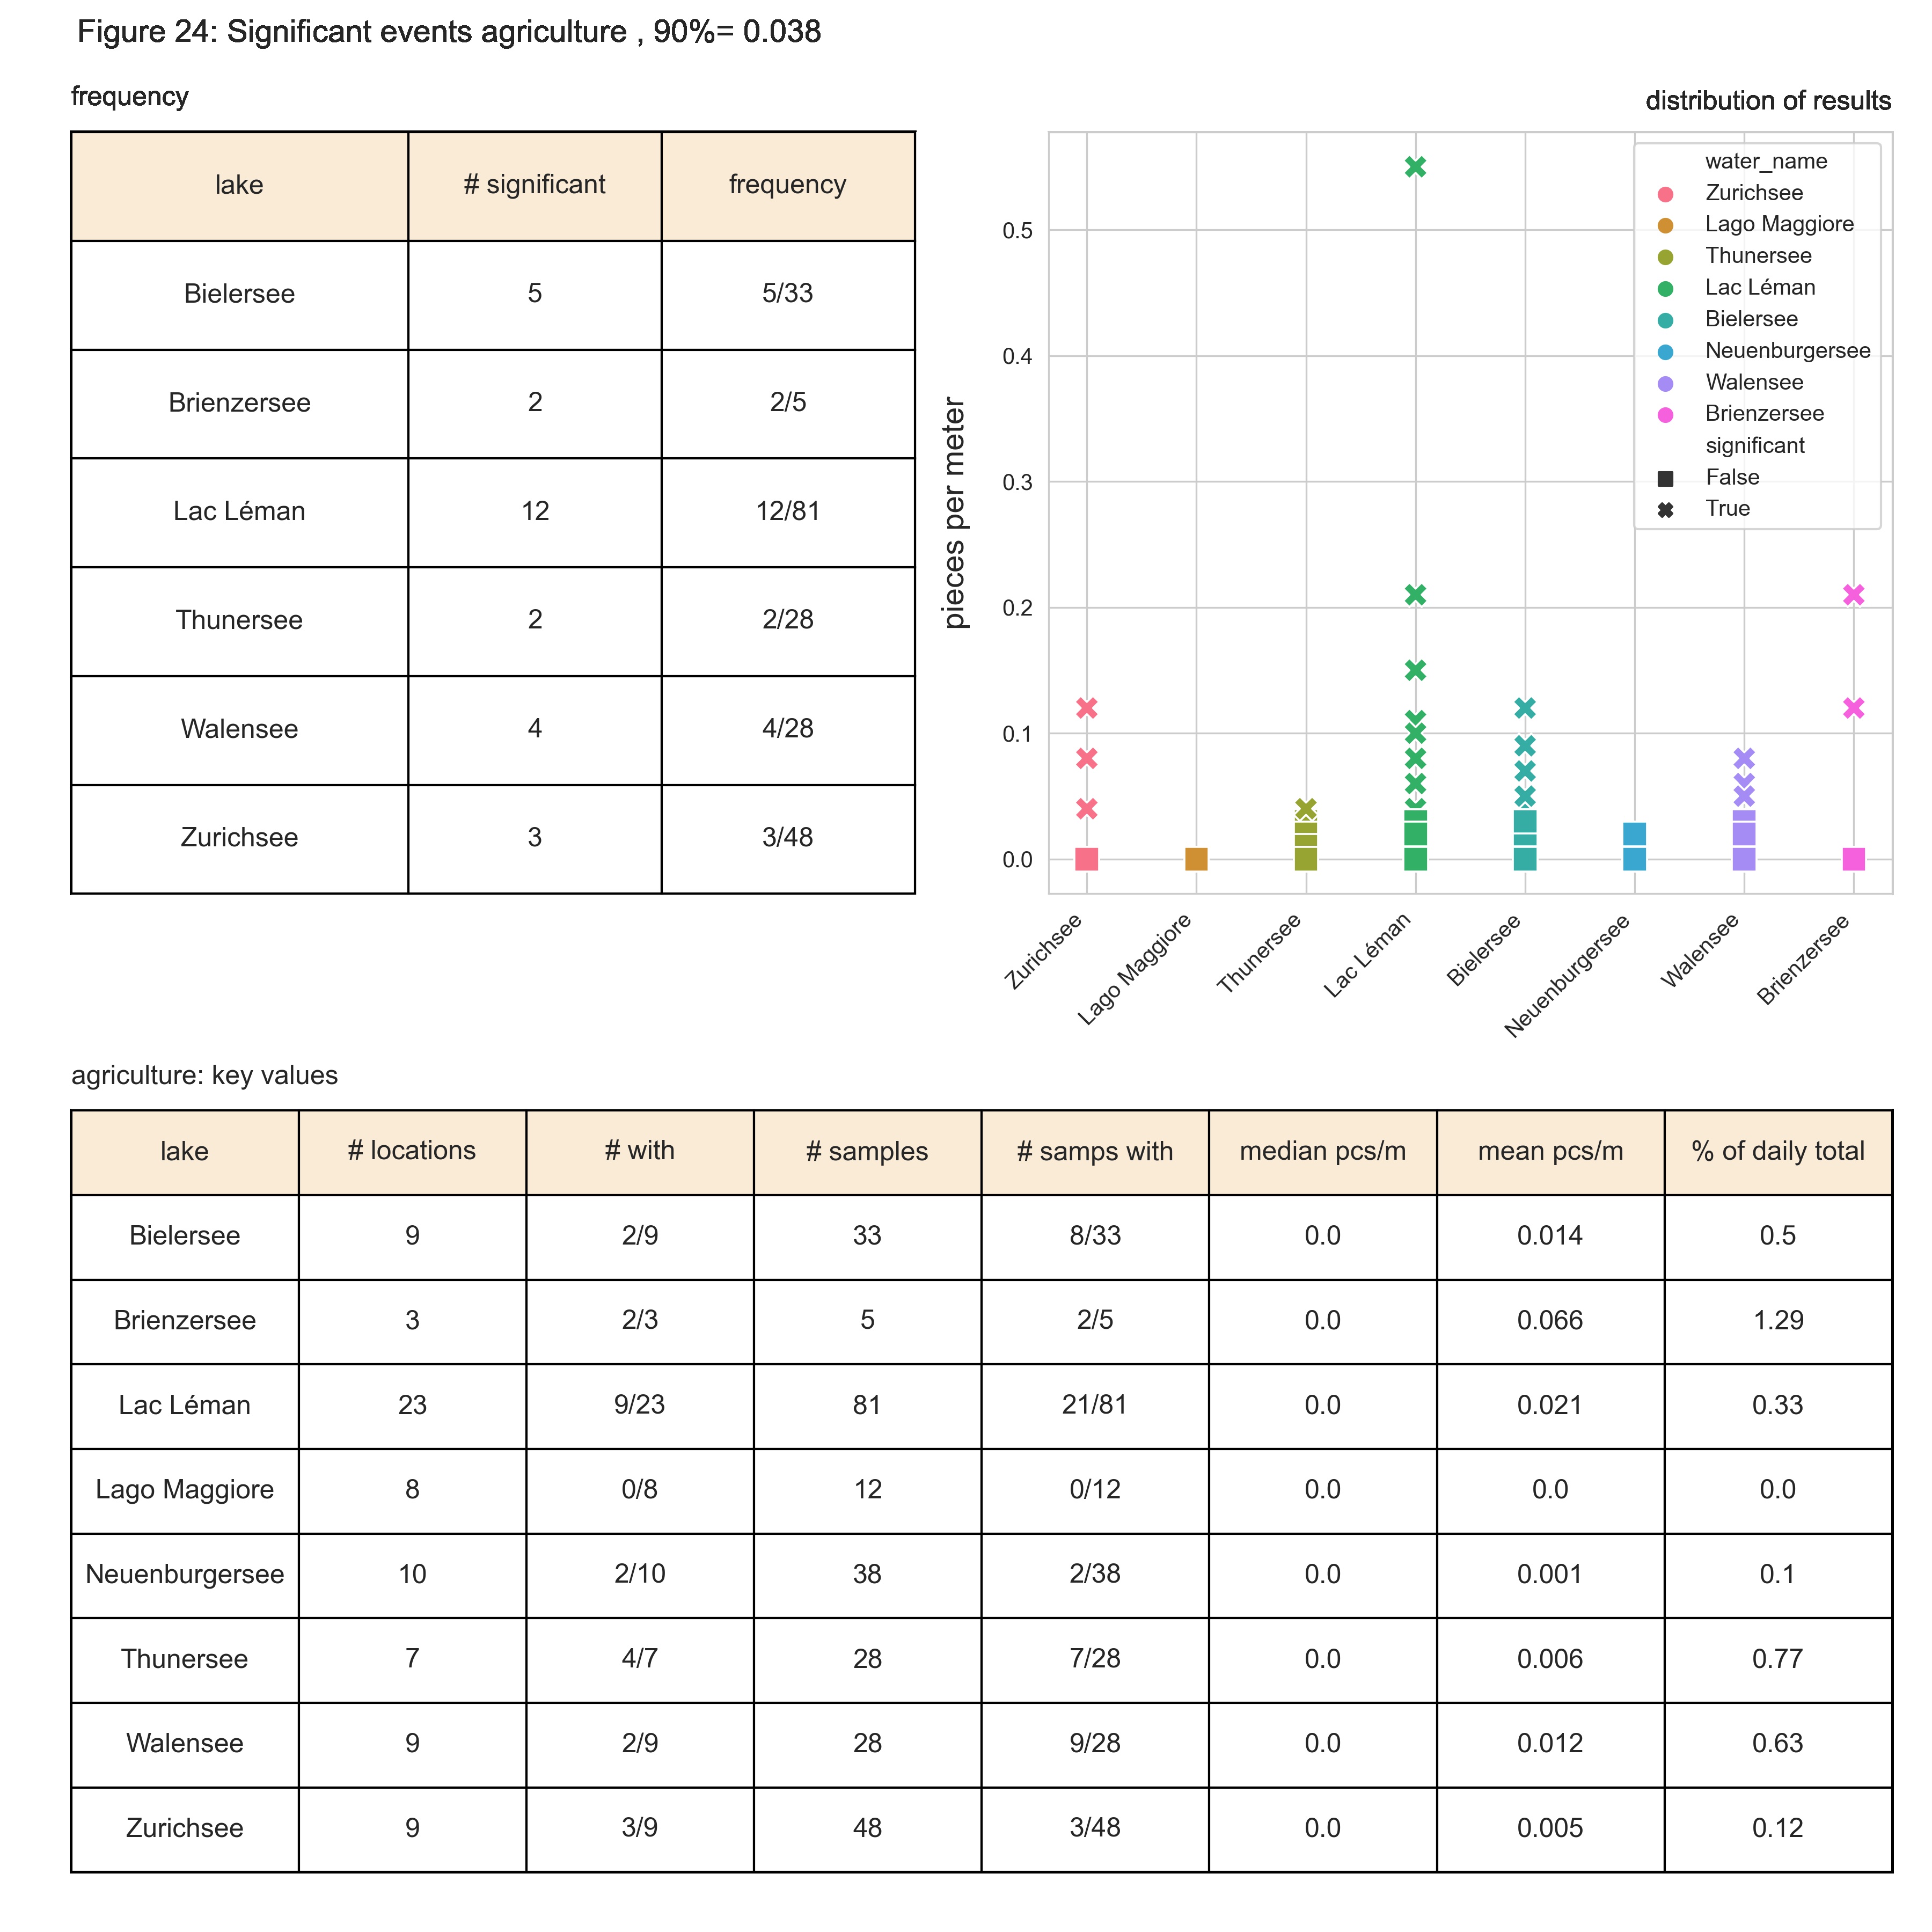 Figure 24: Significant events agriculture , 90%= 0.038
frequency
lake # significant frequency
Bielersee 5 5/33
Brienzersee 2 2/5
Lac Léman 12 12/81
Thunersee 2 2/28
Walensee 4 4/28
Zurichsee 3 3/48
distribution of results
pieces per meter
0.5
0.4
0.3
0.2
0.1
0.0
water_name
Zurichsee
Lago Maggiore
Thunersee
Lac Léman
Bielersee
Neuenburgersee
Walensee
Brienzersee
significant
False
True
Zurichsee
Lago Maggiore
Thunersee
Lac Léman
Bielersee
Neuenburgersee
Walensee
Brienzersee
agriculture: key values
lake # locations # with # samples # samps with median pcs/m mean pcs/m % of daily total
Bielersee 9 2/9 33 8/33 0.0 0.014 0.5
Brienzersee 3 2/3 5 2/5 0.0 0.066 1.29
Lac Léman 23 9/23 81 21/81 0.0 0.021 0.33
Lago Maggiore 8 0/8 12 0/12 0.0 0.0 0.0
Neuenburgersee 10 2/10 38 2/38 0.0 0.001 0.1
Thunersee 7 4/7 28 7/28 0.0 0.006 0.77
Walensee 9 2/9 28 9/28 0.0 0.012 0.63
Zurichsee 9 3/9 48 3/48 0.0 0.005 0.12